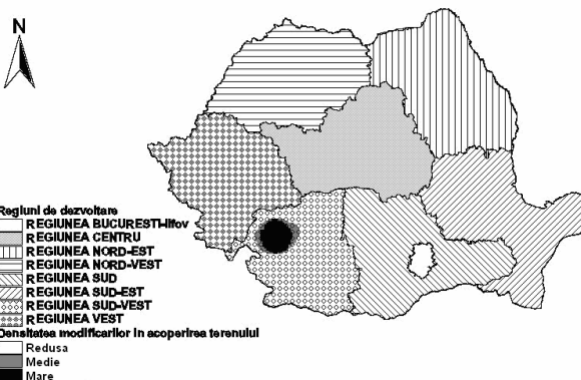 N
Regiuni de dezvoltare
REGIUNEA BUCURESTI-Ilfov
REGIUNEA CENTRU
REGIUNEA NORD-EST
REGIUNEA NORD-VEST
REGIUNEA SUD
REGIUNEA SUD-EST
REGIUNEA SUD-VEST
REGIUNEA VEST
Densitatea modificarilor in acoperirea terenului
Redusa
Medie
Mare